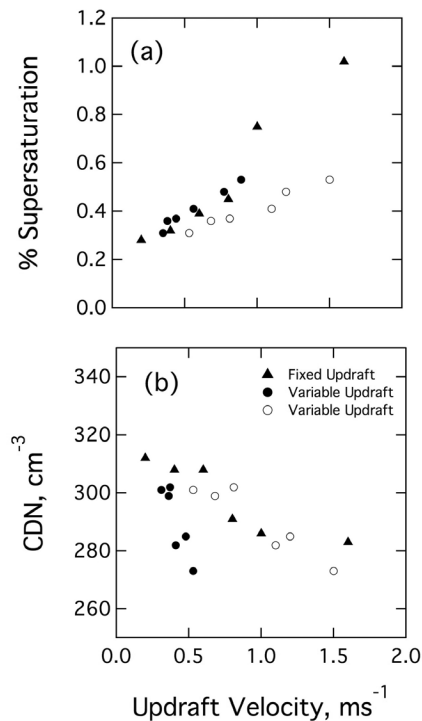 1.2
(a)
1.0
0.8
0.6
0.4
0.2
0.0
% Supersaturation
340
(b)
▲ Fixed Updraft
● Variable Updraft
○ Variable Updraft
320
300
280
260
CDN, cm⁻³
0.0 0.5 1.0 1.5 2.0
Updraft Velocity, ms⁻¹